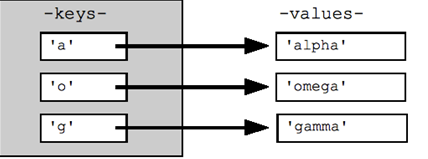 -keys- -values-
'a' 'alpha'
'o' 'omega'
'g' 'gamma'